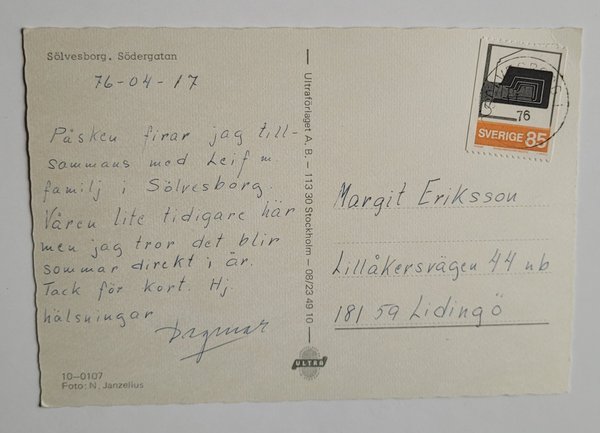 Sölvesborg. Södergatan
76-04-17
Påsken firar jag till-
sammans med Leif m.
familj i Sölvesborg.
Våren lite tidigare här
men jag tror det blir
sommar direkt i år.
Tack för kort. Hj.
hälsningar
Dagmar
10-0107
Foto: N. Janzelius
Ultraförlaget A. B. – 113 30 Stockholm – 08/23 49 10
ULTRA
76
SVERIGE 85
Margit Eriksson
Lillåkersvägen 44 nb
181 59 Lidingö